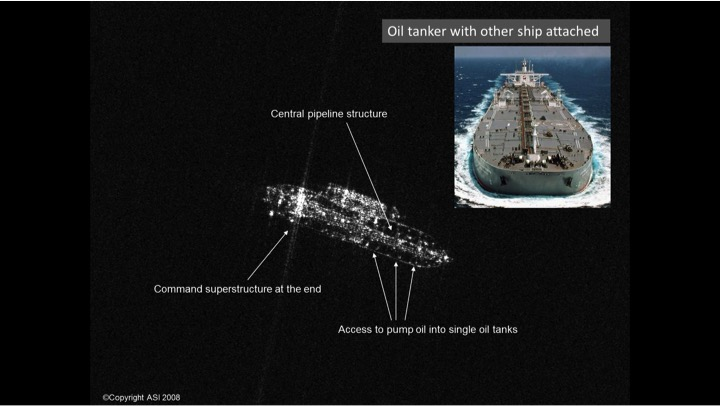 Oil tanker with other ship attached
Central pipeline structure
Command superstructure at the end
Access to pump oil into single oil tanks
©Copyright ASI 2008